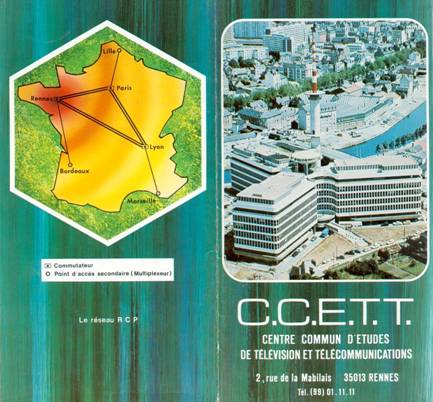 Lille
Paris
Rennes
Lyon
Bordeaux
Marseille
Commutateur
O Point d'accès secondaire (Multiplexeur)
Le réseau R C P
C.C.E.T.T.
CENTRE COMMUN D'ETUDES
DE TÉLÉVISION ET TÉLÉCOMMUNICATIONS
2, rue de la Mabilais 35013 RENNES
Tél. (99) 01.11.11